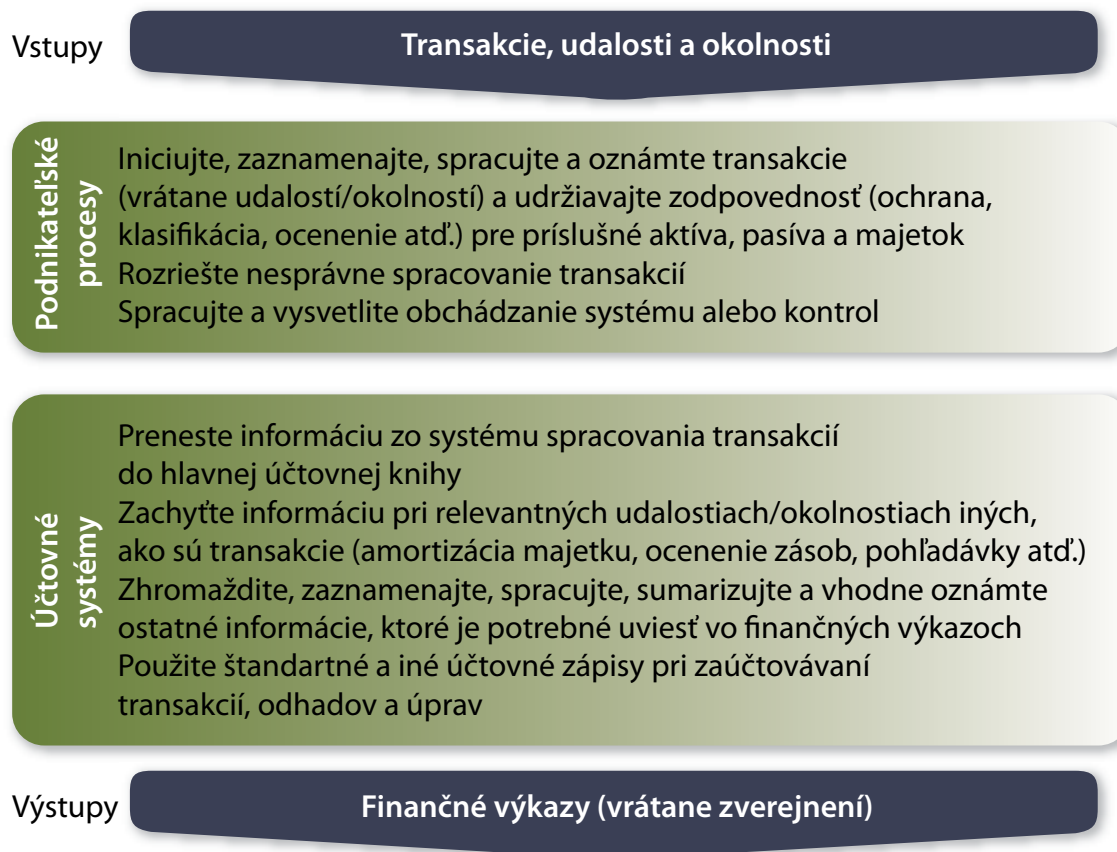 Vstupy
Transakcie, udalosti a okolnosti
Podnikateľské
procesy
Iniciujte, zaznamenajte, spracujte a oznámte transakcie
(vrátane udalostí/okolností) a udržiavajte zodpovednosť (ochrana,
klasifikácia, ocenenie atď.) pre príslušné aktíva, pasíva a majetok
Rozriešte nesprávne spracovanie transakcií
Spracujte a vysvetlite obchádzanie systému alebo kontrol
Účtovné
systémy
Preneste informáciu zo systému spracovania transakcií
do hlavnej účtovnej knihy
Zachyťte informáciu pri relevantných udalostiach/okolnostiach iných,
ako sú transakcie (amortizácia majetku, ocenenie zásob, pohľadávky atď.)
Zhromaždite, zaznamenajte, spracujte, sumarizujte a vhodne oznámte
ostatné informácie, ktoré je potrebné uviesť vo finančných výkazoch
Použite štandartné a iné účtovné zápisy pri zaúčtovávaní
transakcií, odhadov a úprav
Výstupy
Finančné výkazy (vrátane zverejnení)